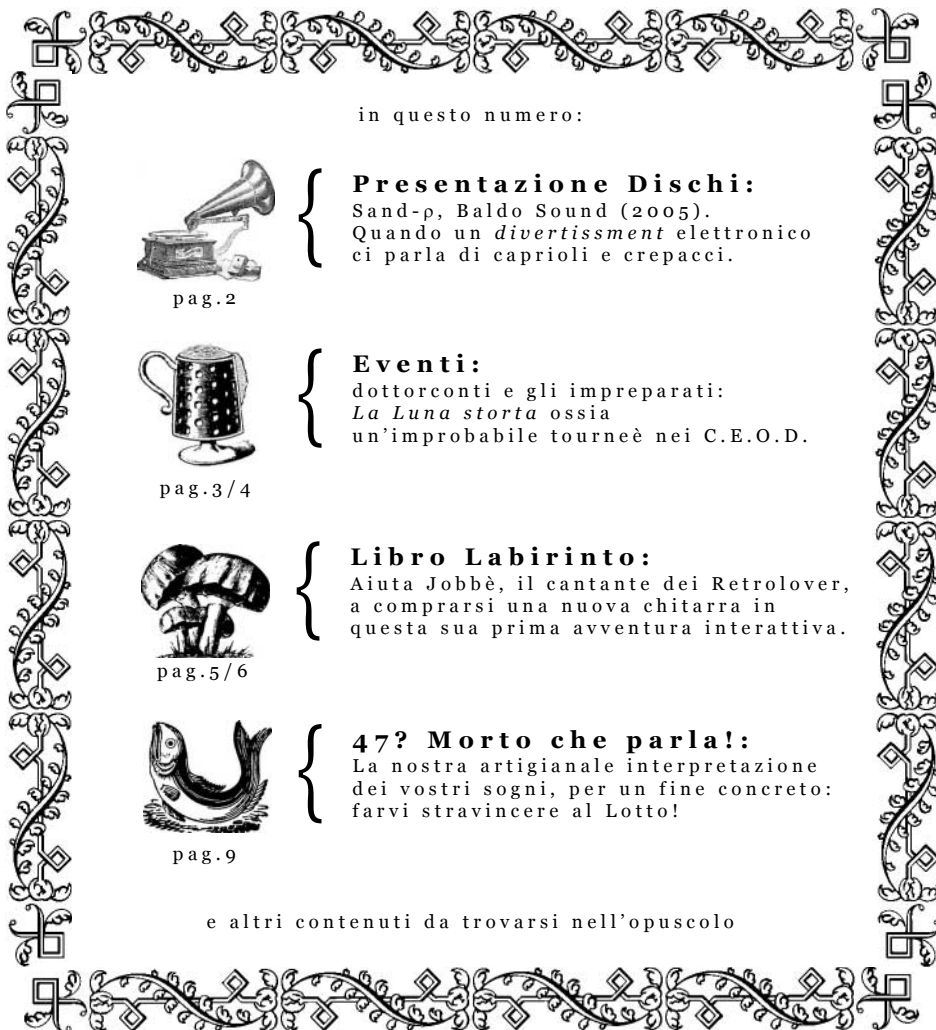 in questo numero:
Presentazione Dischi:
Sand-ρ, Baldo Sound (2005).
Quando un divertissment elettronico
ci parla di caprioli e crepacci.
pag.2
Eventi:
dottorconti e gli impreparati:
La Luna storta ossia
un'improbabile tourneè nei C.E.O.D.
pag.3/4
Libro Labirinto:
Aiuta Jobbè, il cantante dei Retrolover,
a comprarsi una nuova chitarra in
questa sua prima avventura interattiva.
pag.5/6
47? Morto che parla!:
La nostra artigianale interpretazione
dei vostri sogni, per un fine concreto:
farvi stravincere al Lotto!
pag.9
e altri contenuti da trovarsi nell'opuscolo